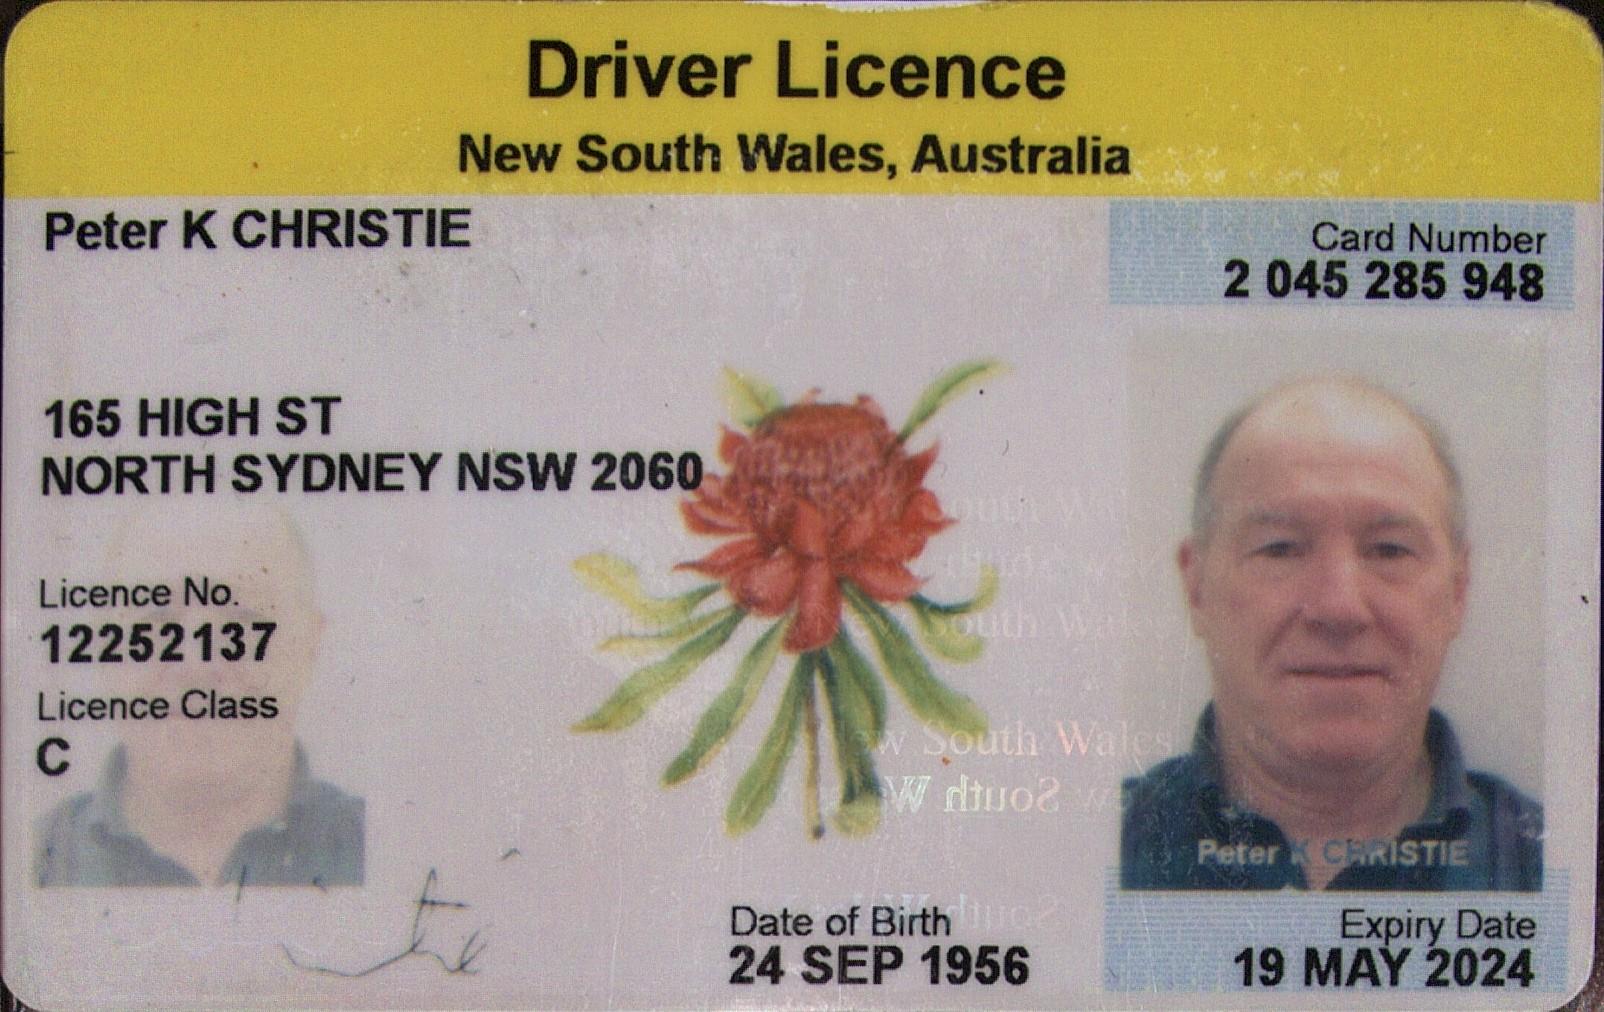 Driver Licence
New South Wales, Australia
Peter K CHRISTIE
Card Number
2 045 285 948
165 HIGH ST
NORTH SYDNEY NSW 2060
Licence No.
12252137
Licence Class
C
New South Wales
Peter K CHRISTIE
Date of Birth
24 SEP 1956
Expiry Date
19 MAY 2024